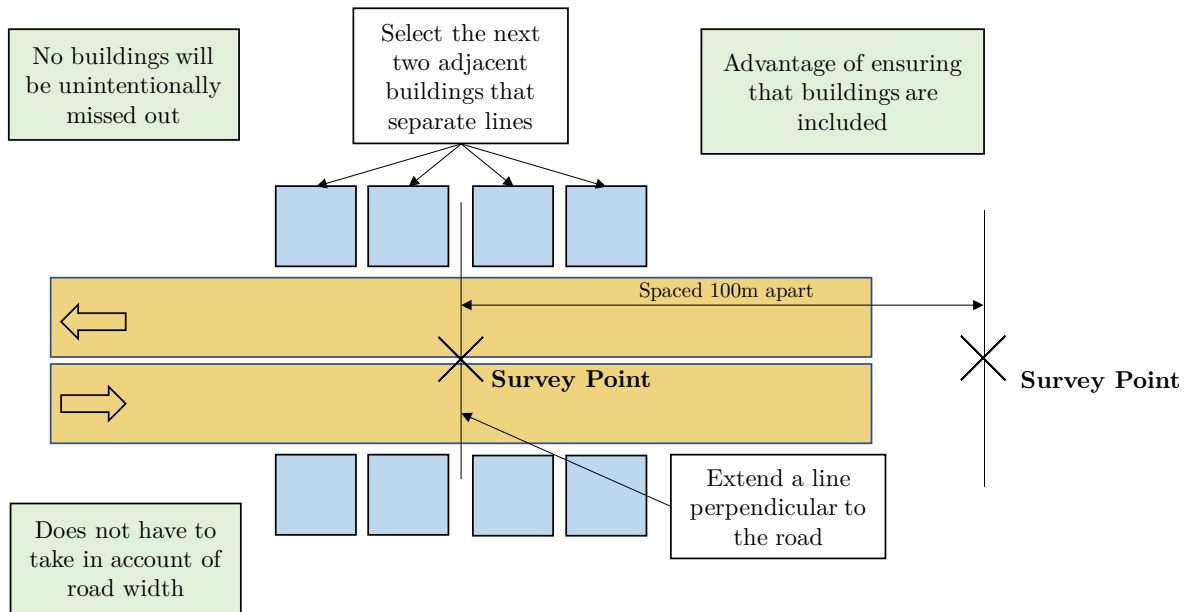 No buildings will
be unintentionally
missed out
Select the next
two adjacent
buildings that
separate lines
Advantage of ensuring
that buildings are
included
Spaced 100m apart
Survey Point
Survey Point
Extend a line
perpendicular to
the road
Does not have to
take in account of
road width